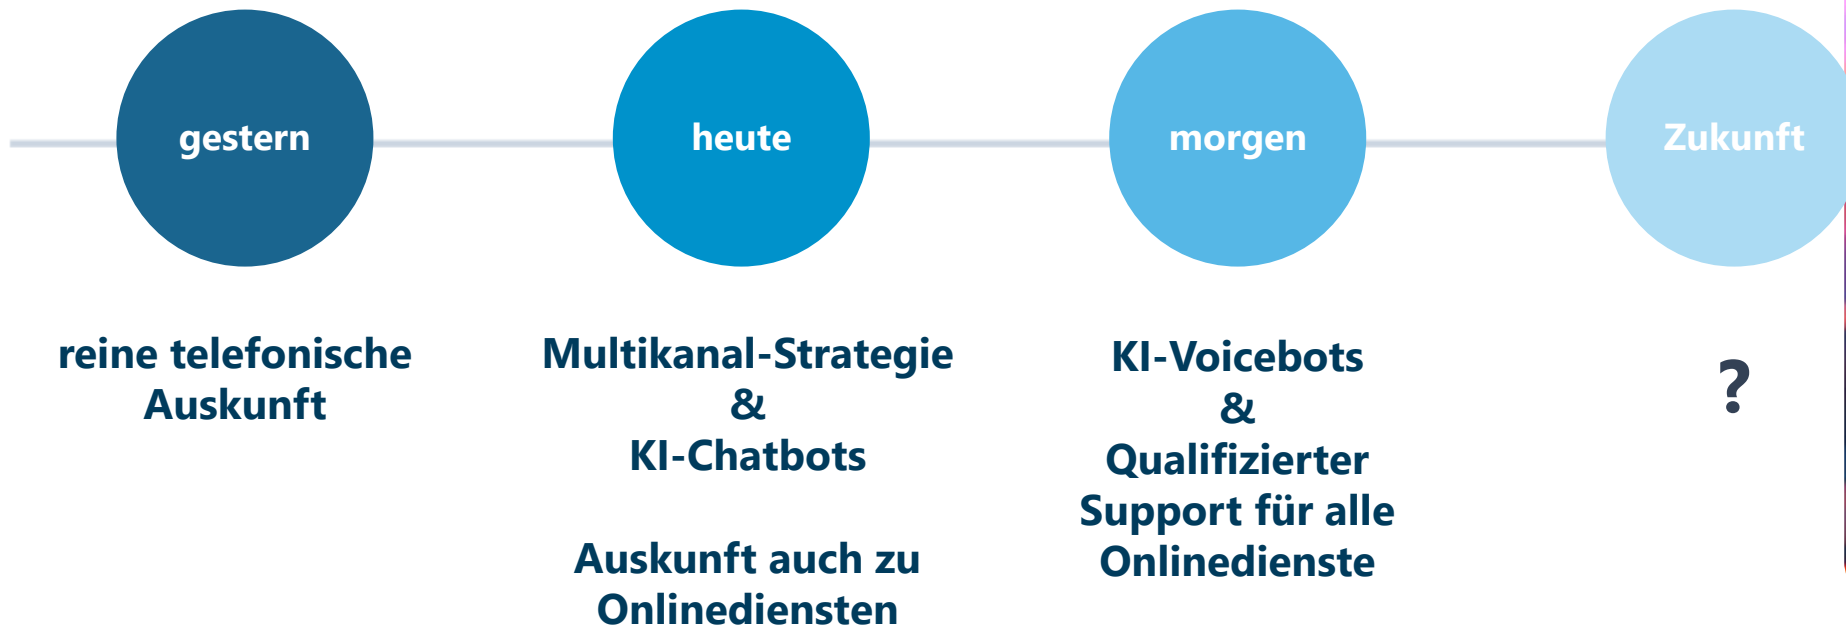 gestern
heute
morgen
Zukunft
reine telefonische
Auskunft
Multikanal-Strategie
&
KI-Chatbots
Auskunft auch zu
Onlinediensten
KI-Voicebots
&
Qualifizierter
Support für alle
Onlinedienste
?